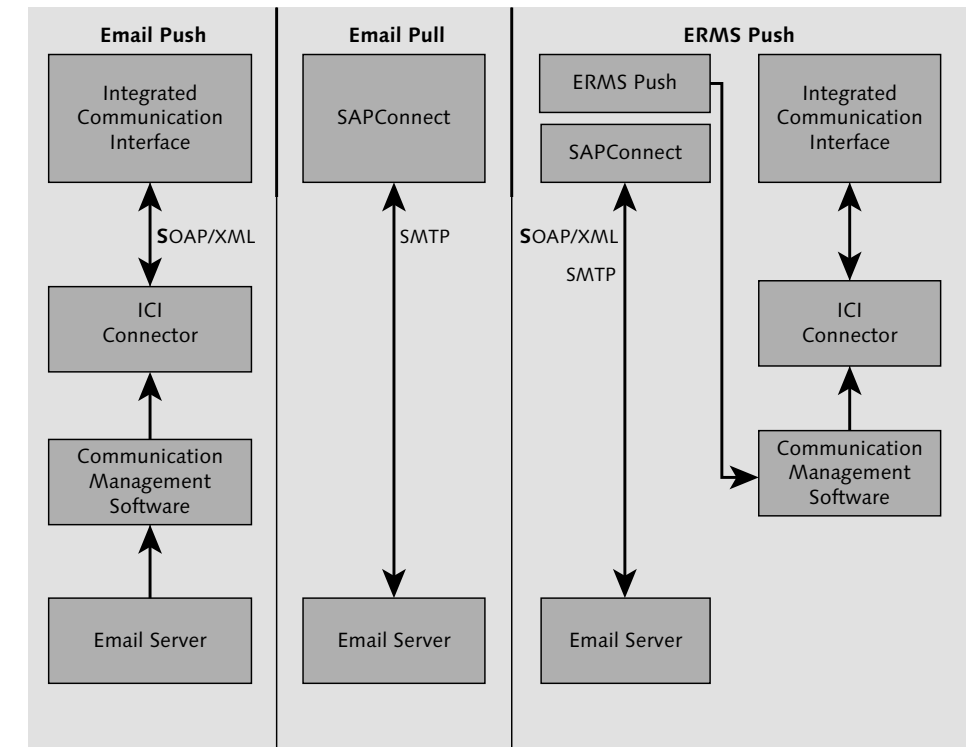 Email Push
Integrated
Communication
Interface
SOAP/XML
ICI
Connector
Communication
Management
Software
Email Server
Email Pull
SAPConnect
SMTP
Email Server
ERMS Push
ERMS Push
SAPConnect
SOAP/XML
SMTP
Email Server
Integrated
Communication
Interface
ICI
Connector
Communication
Management
Software